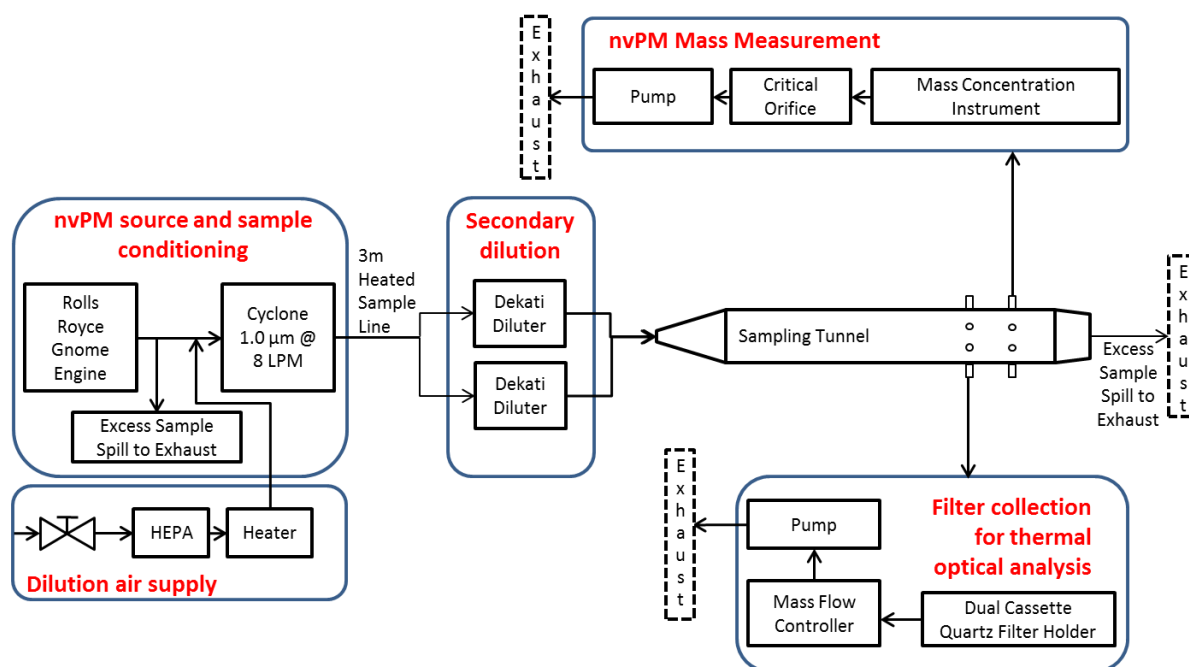 E
x
h
a
u
s
t
nvPM Mass Measurement
Pump
Critical
Orifice
Mass Concentration
Instrument
nvPM source and sample
conditioning
Rolls
Royce
Gnome
Engine
Cyclone
1.0 µm @
8 LPM
Excess Sample
Spill to Exhaust
3m
Heated
Sample
Line
Secondary
dilution
Dekati
Diluter
Dekati
Diluter
Sampling Tunnel
Excess
Sample
Spill to
Exhaust
E
x
h
a
u
s
t
HEPA
Heater
Dilution air supply
E
x
h
a
u
s
t
Filter collection
for thermal
optical analysis
Pump
Mass Flow
Controller
Dual Cassette
Quartz Filter Holder